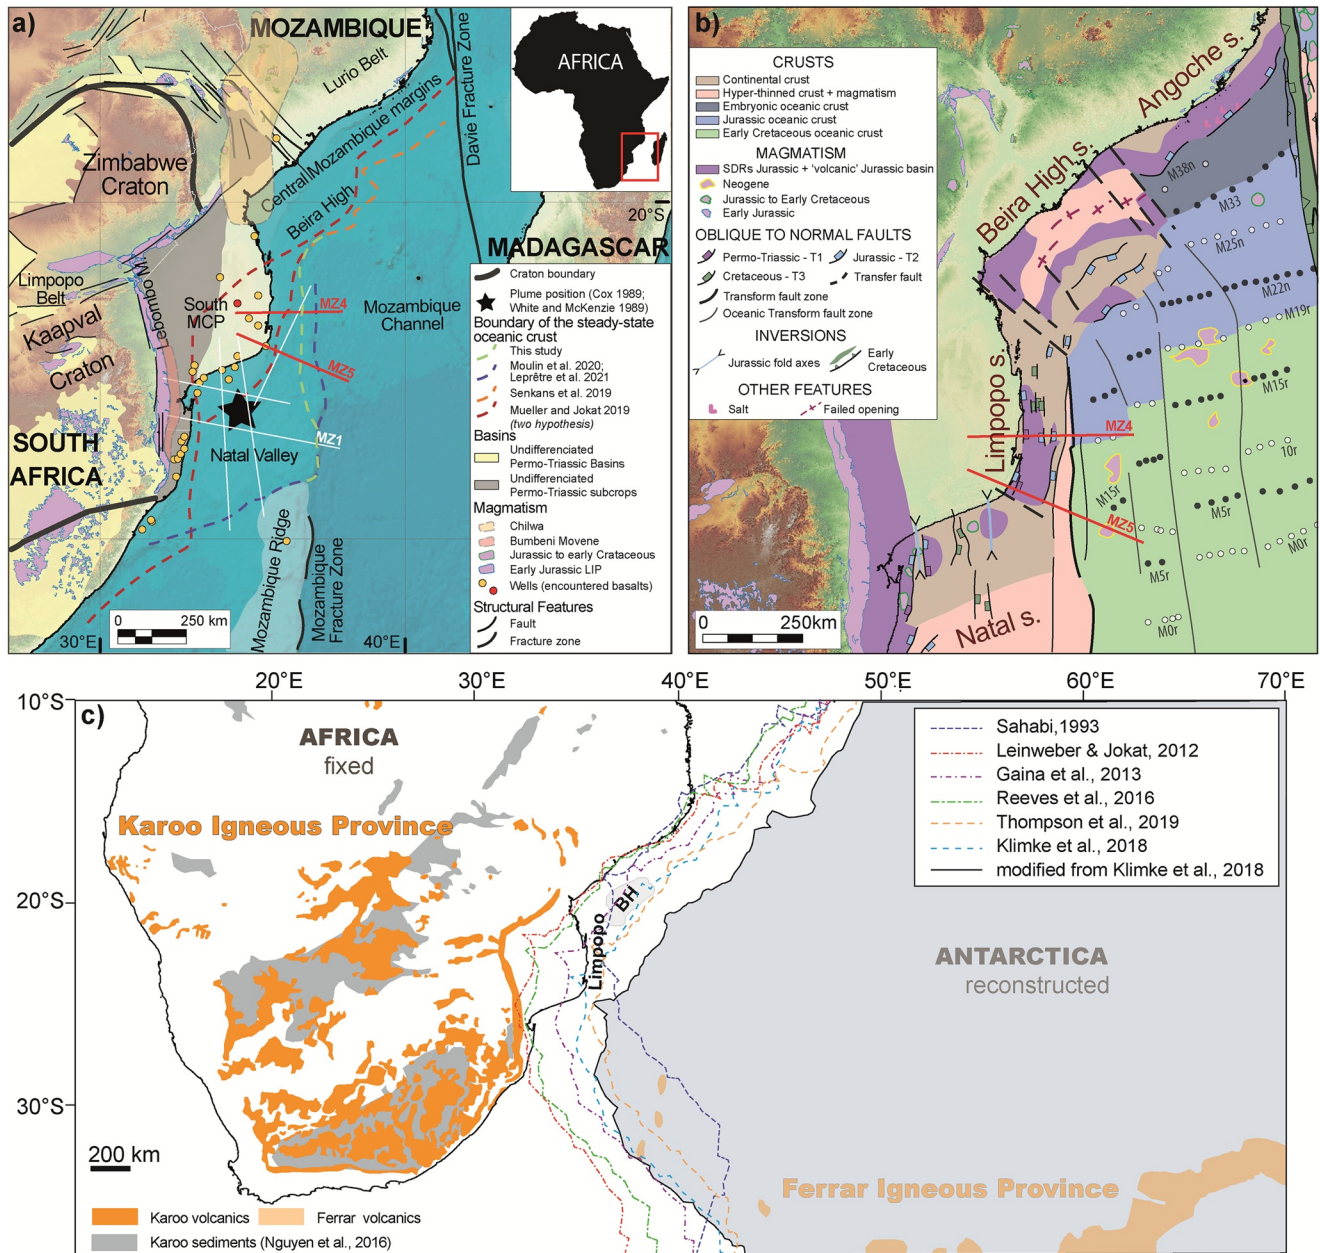 a)
MOZAMBIQUE
Lurio Belt
Davie Fracture Zone
AFRICA
Zimbabwe
Craton
Central Mozambique margins
Beira High
20°S
MADAGASCAR
Limpopo
Belt
Lebombo M.
South
MCP
MZ4
Mozambique
Channel
Kaapval
Craton
MZ5
MZ1
SOUTH
AFRICA
Natal Valley
Mozambique Ridge
Mozambique
Fracture Zone
250 km
0
30°E
40°E
Craton boundary
Plume position (Cox 1989;
White and McKenzie 1989)
Boundary of the steady-state
oceanic crust
This study
Moulin et al. 2020;
Leprêtre et al. 2021
Senkans et al. 2019
Mueller and Jokat 2019
(two hypothesis)
Basins
Undifferenciated
Permo-Triassic Basins
Undifferenciated
Permo-Triassic subcrops
Magmatism
Chilwa
Bumbeni Movene
Jurassic to early Crataceous
Early Jurassic LIP
Wells (encountered basalts)
Structural Features
Fault
Fracture zone
b)
CRUSTS
Continental crust
Hyper-thinned crust + magmatism
Embryonic oceanic crust
Jurassic oceanic crust
Early Cretaceous oceanic crust
MAGMATISM
SDRs Jurassic + 'volcanic' Jurassic basin
Neogene
Jurassic to Early Cretaceous
Early Jurassic
OBLIQUE TO NORMAL FAULTS
Permo-Triassic - T1
Jurassic - T2
Cretaceous - T3
Transfer fault
Transform fault zone
Oceanic Transform fault zone
INVERSIONS
Jurassic fold axes
Early
Cretaceous
OTHER FEATURES
Salt
Failed opening
Angoche s.
Beira High s.
Limpopo s.
Natal s.
M38n
M33
M25n
M22n
M19r
M15r
10r
M15r
M5r
M0r
M5r
M0r
MZ4
MZ5
0
250km
20°E
30°E
40°E
50°E
60°E
70°E
10°S
20°S
30°S
c)
AFRICA
fixed
Karoo Igneous Province
BH
Limpopo
ANTARCTICA
reconstructed
Ferrar Igneous Province
Sahabi,1993
Leinweber & Jokat, 2012
Gaina et al., 2013
Reeves et al., 2016
Thompson et al., 2019
Klimke et al., 2018
modified from Klimke et al., 2018
200 km
Karoo volcanics
Ferrar volcanics
Karoo sediments (Nguyen et al., 2016)